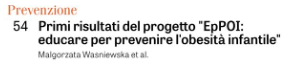 Prevenzione
54 Primi risultati del progetto "EpPOI:
educare per prevenire l'obesità infantile"
Malgorzata Wasniewska et al.